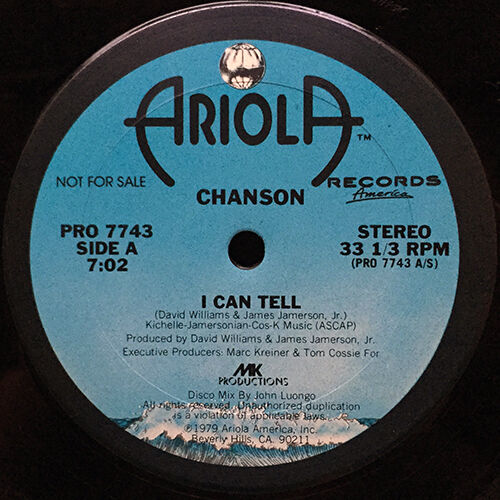 ARIOLA™
NOT FOR SALE
RECORDS
America
CHANSON
PRO 7743
SIDE A
7:02
STEREO
33 1/3 RPM
(PRO 7743 A/S)
I CAN TELL
(David Williams & James Jamerson, Jr.)
Kichelle-Jamersonian-Cos-K Music (ASCAP)
Produced by David Williams & James Jamerson, Jr.
Executive Producers: Marc Kreiner & Tom Cossie For
MK
PRODUCTIONS
Disco Mix By John Luongo
All rights reserved. Unauthorized duplication
is a violation of applicable laws.
℗1979 Ariola America, Inc.
Beverly Hills, CA. 90211